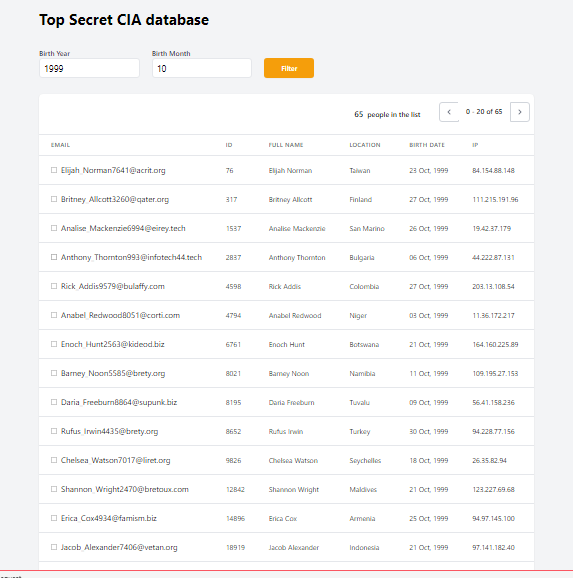 Top Secret CIA database
Birth Year Birth Month
1999 10 Filter
65 people in the list 0 - 20 of 65
EMAIL ID FULL NAME LOCATION BIRTH DATE IP
Elijah_Norman7641@acrit.org 76 Elijah Norman Taiwan 23 Oct, 1999 84.154.88.148
Britney_Allcott3260@qater.org 317 Britney Allcott Finland 27 Oct, 1999 111.215.191.96
Analise_Mackenzie6994@eirey.tech 1537 Analise Mackenzie San Marino 26 Oct, 1999 19.42.37.179
Anthony_Thornton993@infotech44.tech 2837 Anthony Thornton Bulgaria 06 Oct, 1999 44.222.87.131
Rick_Addis9579@bulaffy.com 4598 Rick Addis Colombia 27 Oct, 1999 203.13.108.54
Anabel_Redwood8051@corti.com 4794 Anabel Redwood Niger 03 Oct, 1999 11.36.172.217
Enoch_Hunt2563@kideod.biz 6761 Enoch Hunt Botswana 21 Oct, 1999 164.160.225.89
Barney_Noon5585@brety.org 8021 Barney Noon Namibia 11 Oct, 1999 109.195.27.153
Daria_Freeburn8864@supunk.biz 8195 Daria Freeburn Tuvalu 09 Oct, 1999 56.41.158.236
Rufus_Irwin4435@brety.org 8652 Rufus Irwin Turkey 30 Oct, 1999 94.228.77.156
Chelsea_Watson7017@liret.org 9826 Chelsea Watson Seychelles 18 Oct, 1999 26.35.82.94
Shannon_Wright2470@bretoux.com 12842 Shannon Wright Maldives 21 Oct, 1999 123.227.69.68
Erica_Cox4934@famism.biz 14896 Erica Cox Armenia 25 Oct, 1999 94.97.145.100
Jacob_Alexander7406@vetan.org 18919 Jacob Alexander Indonesia 21 Oct, 1999 97.141.182.40